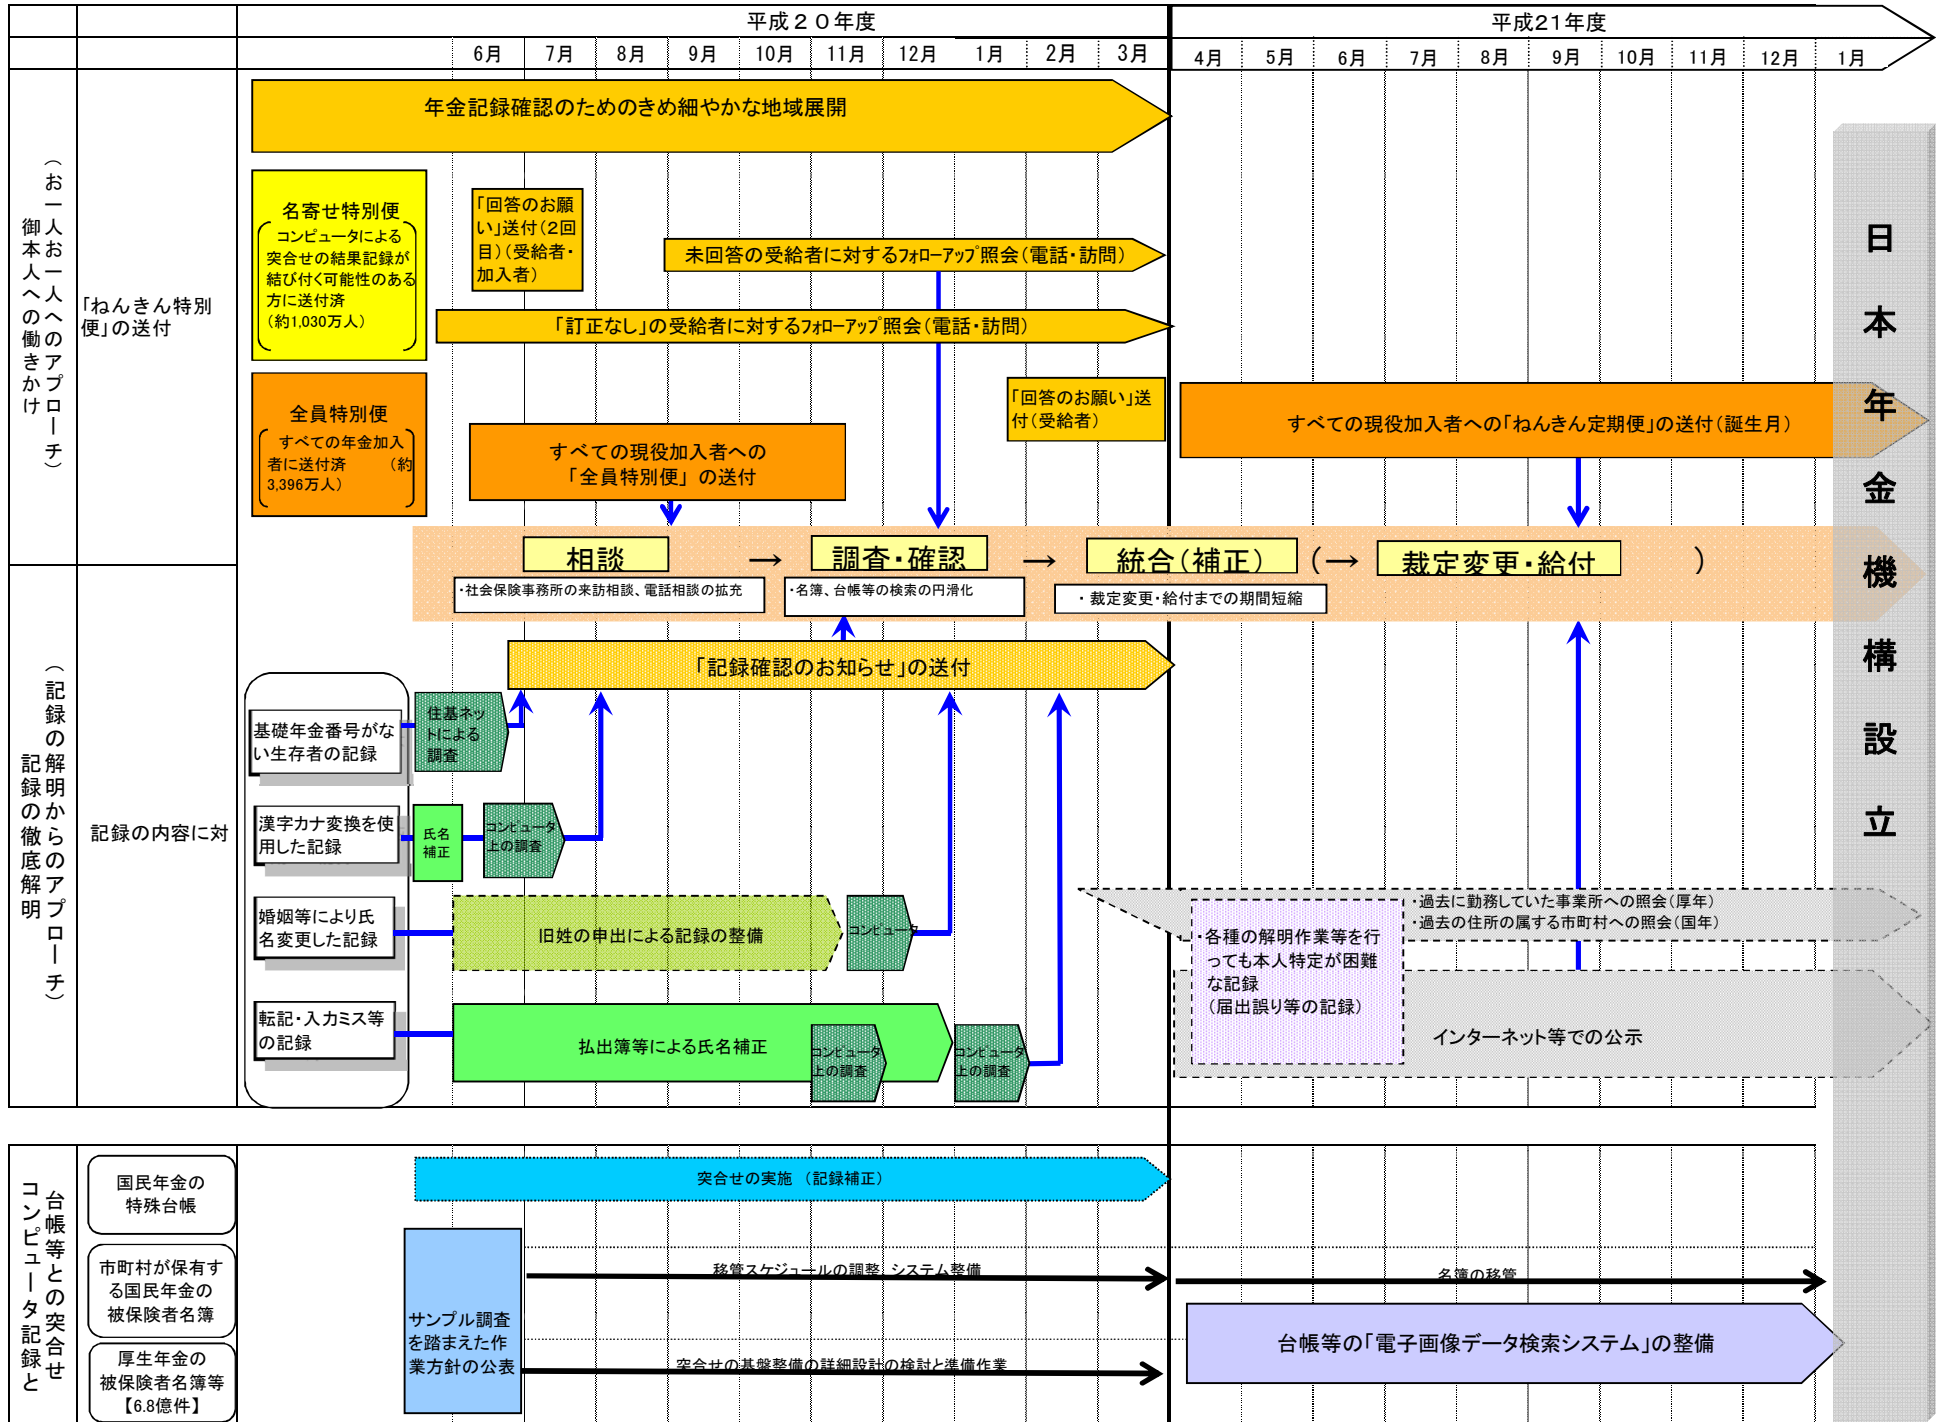 平成２０年度
平成21年度
6月
7月
8月
9月
10月
11月
12月
1月
2月
3月
4月
5月
6月
7月
8月
9月
10月
11月
12月
1月
（お一人お一人へのアプローチ）
御本人への働きかけ
「ねんきん特別
便」の送付
年金記録確認のためのきめ細やかな地域展開
名寄せ特別便
コンピュータによる
突合せの結果記録が
結び付く可能性のある
方に送付済
（約1,030万人）
「回答のお願
い」送付（2回
目）（受給者・
加入者）
未回答の受給者に対するフォローアップ照会（電話・訪問）
「訂正なし」の受給者に対するフォローアップ照会（電話・訪問）
全員特別便
すべての年金加入
者に送付済　（約
3,396万人）
すべての現役加入者への
「全員特別便」の送付
「回答のお願い」送
付（受給者）
すべての現役加入者への「ねんきん定期便」の送付（誕生月）
相談
→
調査・確認
→
統合（補正）
（→
裁定変更・給付
）
・社会保険事務所の来訪相談、電話相談の拡充
・名簿、台帳等の検索の円滑化
・裁定変更・給付までの期間短縮
日本年金機構設立
（記録の解明からのアプローチ）
記録の徹底解明
記録の内容に対
「記録確認のお知らせ」の送付
基礎年金番号がな
い生存者の記録
住基ネッ
トによる
調査
漢字カナ変換を使
用した記録
氏名
補正
コンピュータ
上の調査
婚姻等により氏
名変更した記録
旧姓の申出による記録の整備
コンピュータ
転記・入力ミス等
の記録
払出簿等による氏名補正
コンピュータ
上の調査
コンピュータ
上の調査
・過去に勤務していた事業所への照会（厚年）
・過去の住所の属する市町村への照会（国年）
・各種の解明作業等を行
っても本人特定が困難
な記録
（届出誤り等の記録）
インターネット等での公示
台帳等との突合せ
コンピュータ記録と
国民年金の
特殊台帳
突合せの実施 （記録補正）
市町村が保有す
る国民年金の
被保険者名簿
移管スケジュールの調整、システム整備
名簿の移管
サンプル調査
を踏まえた作
業方針の公表
台帳等の「電子画像データ検索システム」の整備
厚生年金の
被保険者名簿等
【6.8億件】
突合せの基盤整備の詳細設計の検討と準備作業